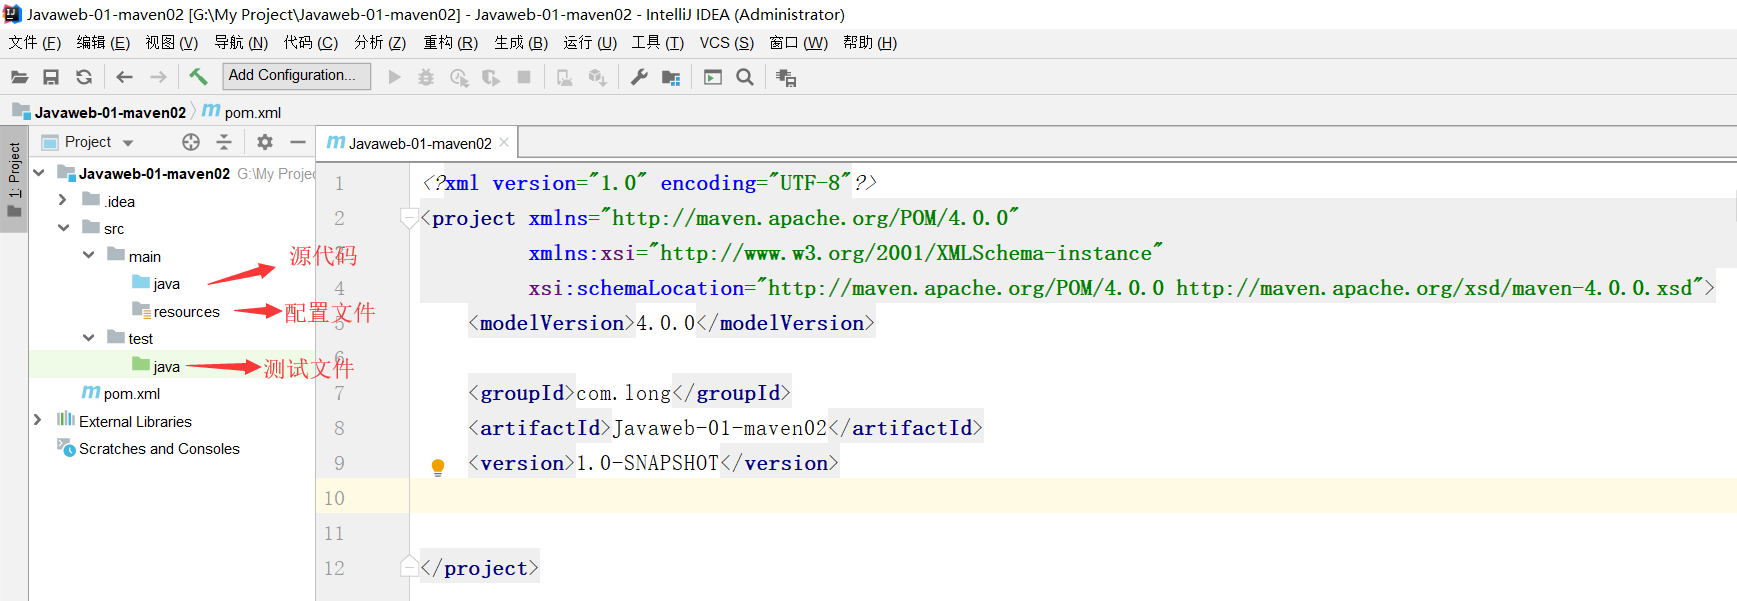 Javaweb-01-maven02 [G:\My Project\Javaweb-01-maven02] - Javaweb-01-maven02 - IntelliJ IDEA (Administrator)
文件 (F) 编辑 (E) 视图 (V) 导航 (N) 代码 (C) 分析 (Z) 重构 (R) 生成 (B) 运行 (U) 工具 (T) VCS (S) 窗口 (W) 帮助 (H)
Add Configuration...
Javaweb-01-maven02 pom.xml
1: Project
Project
Javaweb-01-maven02 G:\My Projec
.idea
src
main
java 源代码
resources 配置文件
test
java 测试文件
pom.xml
External Libraries
Scratches and Consoles
Javaweb-01-maven02
1 <?xml version="1.0" encoding="UTF-8"?>
2 <project xmlns="http://maven.apache.org/POM/4.0.0"
3 xmlns:xsi="http://www.w3.org/2001/XMLSchema-instance"
4 xsi:schemaLocation="http://maven.apache.org/POM/4.0.0 http://maven.apache.org/xsd/maven-4.0.0.xsd">
5 <modelVersion>4.0.0</modelVersion>
6
7 <groupId>com.long</groupId>
8 <artifactId>Javaweb-01-maven02</artifactId>
9 <version>1.0-SNAPSHOT</version>
10
11
12 </project>